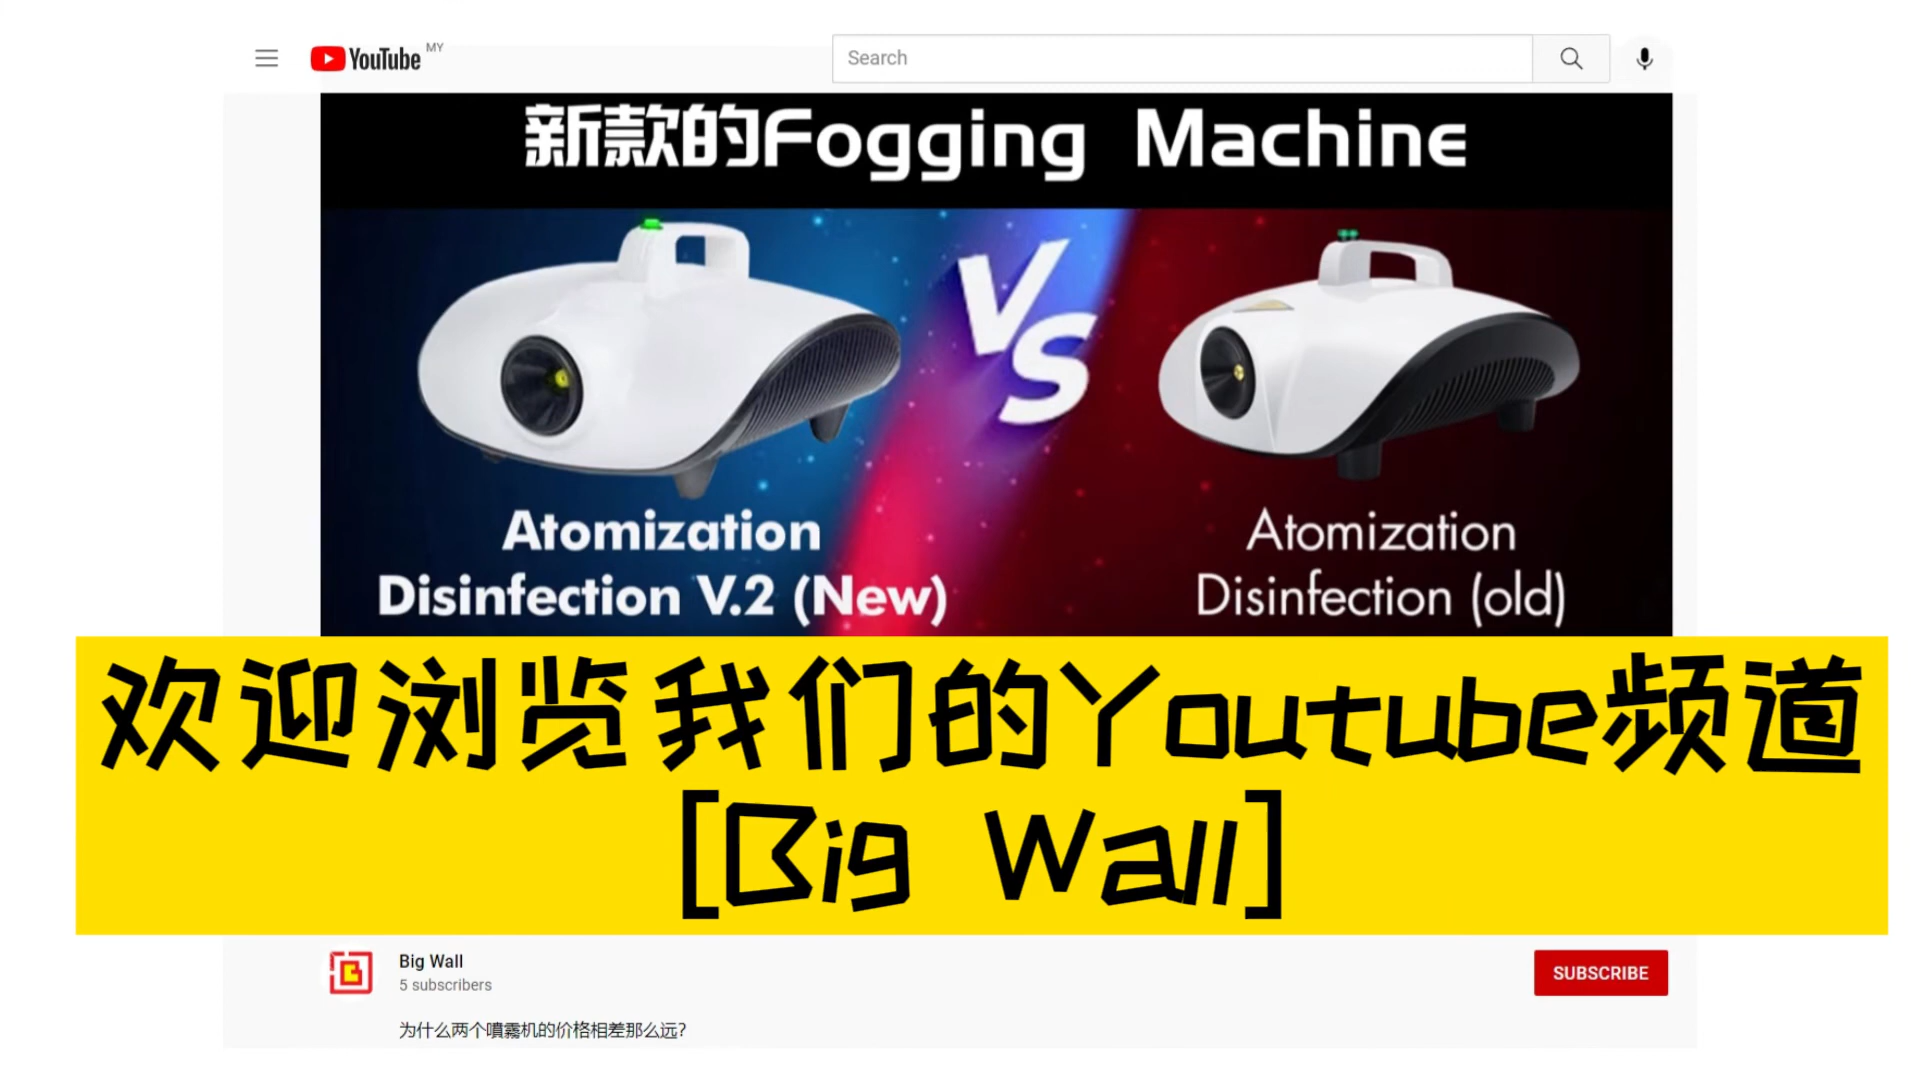 YouTube MY
Search
新款的Fogging Machine
VS
Atomization
Disinfection V.2 (New)
Atomization
Disinfection (old)
欢迎浏览我们的Youtube频道
[Big Wall]
Big Wall
5 subscribers
SUBSCRIBE
为什么两个噴霧机的价格相差那么远?